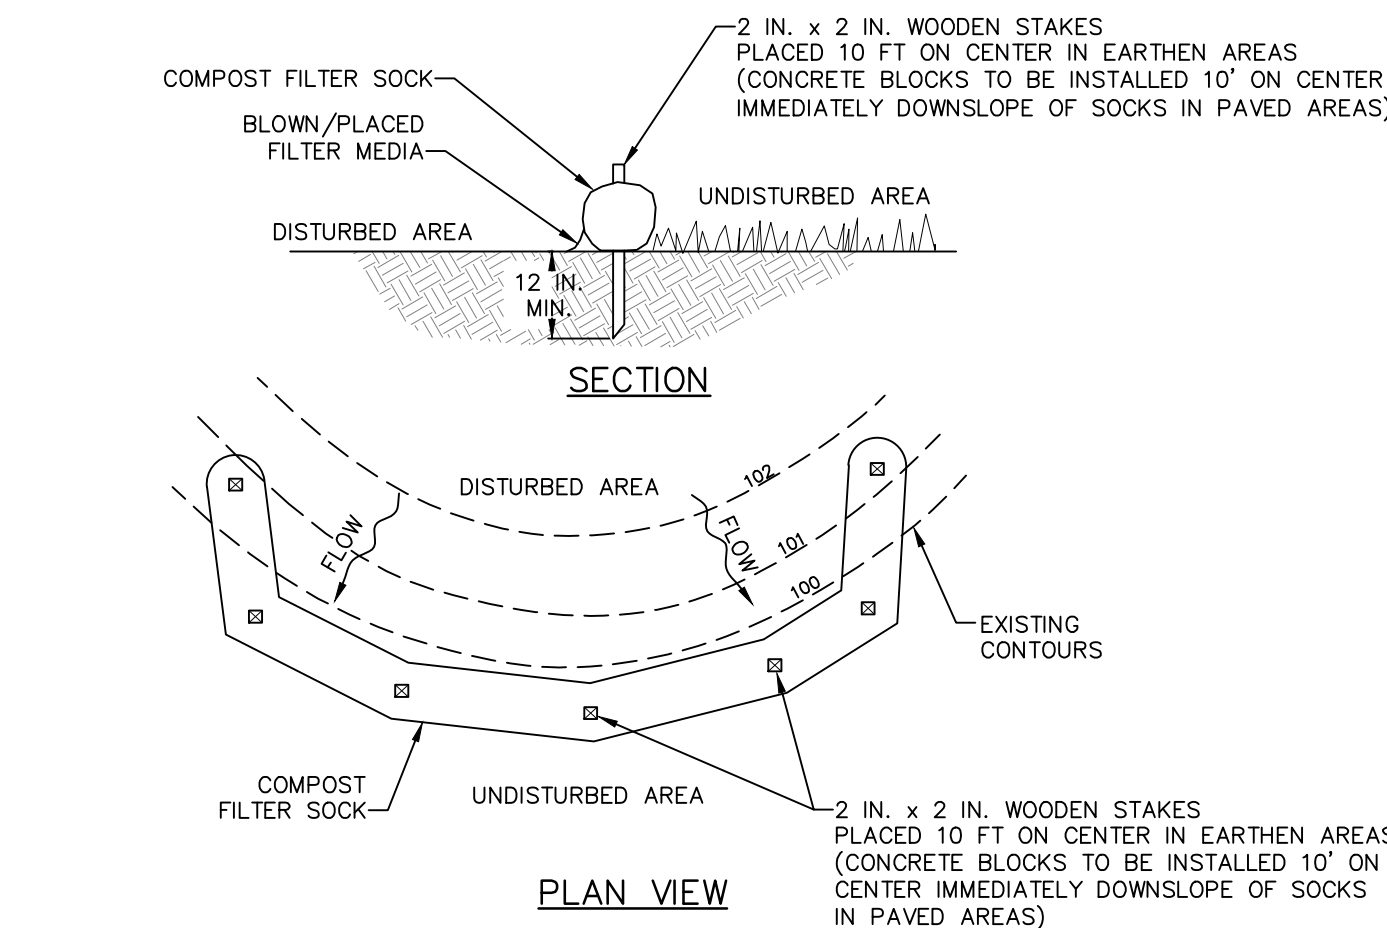 2 IN. x 2 IN. WOODEN STAKES
PLACED 10 FT ON CENTER IN EARTHEN AREAS
(CONCRETE BLOCKS TO BE INSTALLED 10' ON CENTER
IMMEDIATELY DOWNSLOPE OF SOCKS IN PAVED AREAS)
COMPOST FILTER SOCK
BLOWN/PLACED
FILTER MEDIA
UNDISTURBED AREA
DISTURBED AREA
12 IN.
MIN.
SECTION
DISTURBED AREA
102
FLOW
FLOW
101
100
EXISTING
CONTOURS
COMPOST
FILTER SOCK
UNDISTURBED AREA
2 IN. x 2 IN. WOODEN STAKES
PLACED 10 FT ON CENTER IN EARTHEN AREAS
(CONCRETE BLOCKS TO BE INSTALLED 10' ON
CENTER IMMEDIATELY DOWNSLOPE OF SOCKS
IN PAVED AREAS)
PLAN VIEW